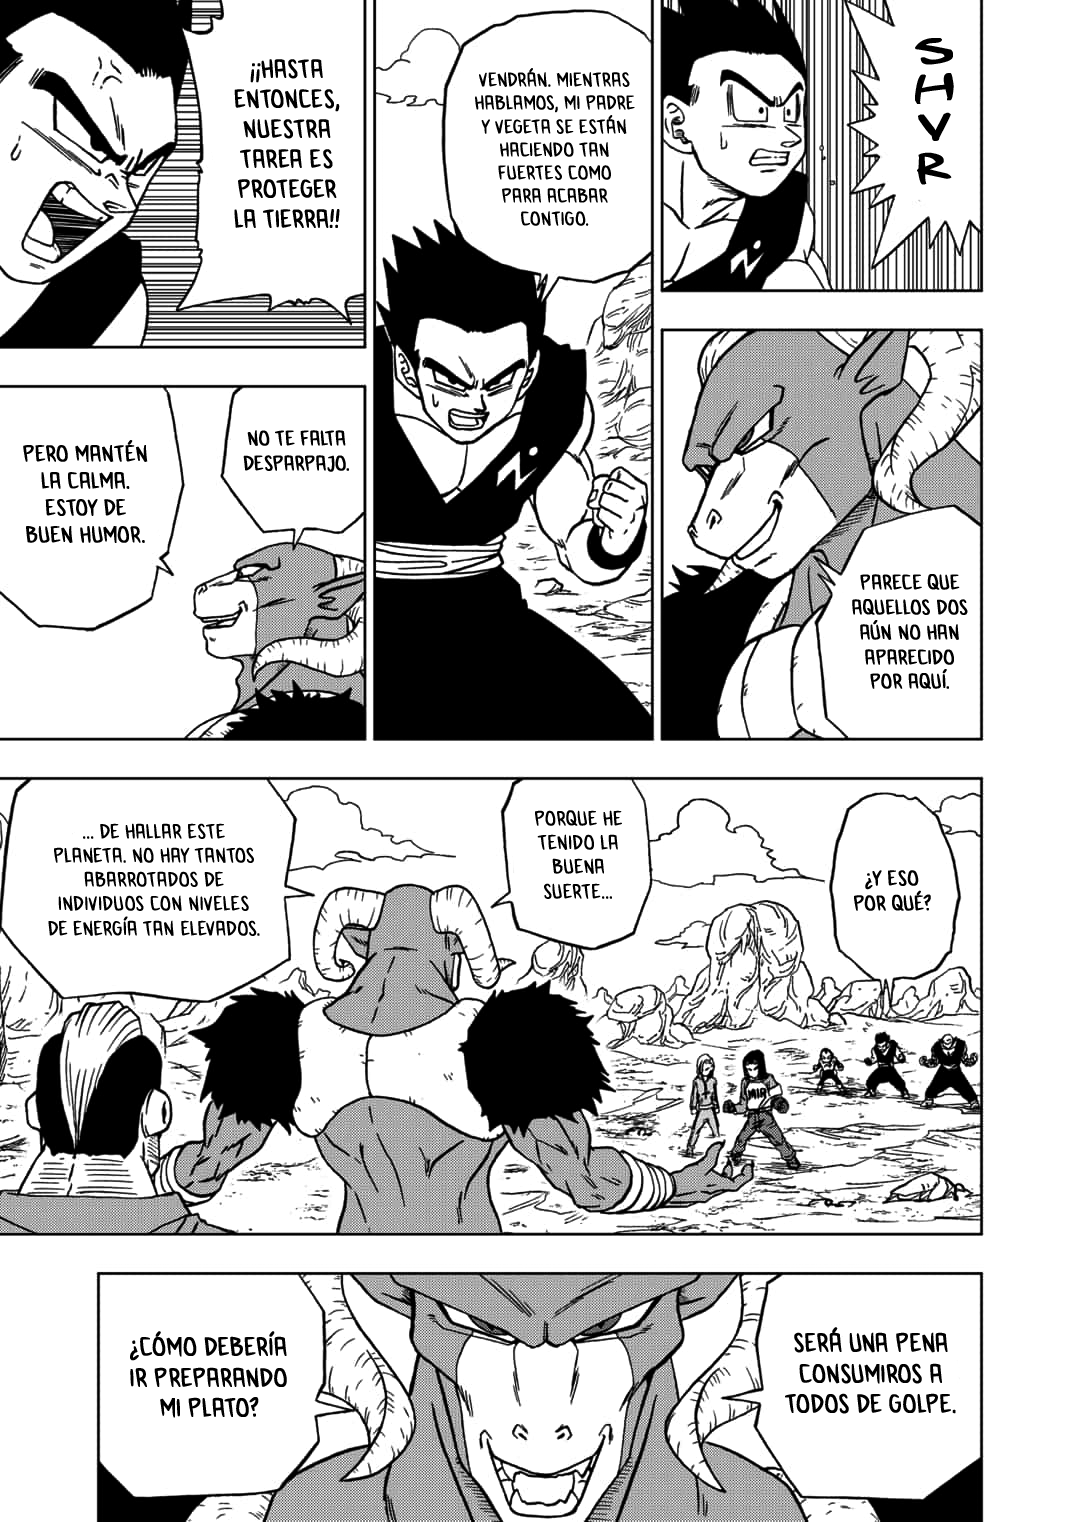 SHVR
VENDRÁN. MIENTRAS
HABLAMOS, MI PADRE
Y VEGETA SE ESTÁN
HACIENDO TAN
FUERTES COMO
PARA ACABAR
CONTIGO.
¡¡HASTA
ENTONCES,
NUESTRA
TAREA ES
PROTEGER
LA TIERRA!!
PARECE QUE
AQUELLOS DOS
AÚN NO HAN
APARECIDO
POR AQUÍ.
NO TE FALTA
DESPARPAJO.
PERO MANTÉN
LA CALMA.
ESTOY DE
BUEN HUMOR.
¿Y ESO
POR QUÉ?
PORQUE HE
TENIDO LA
BUENA
SUERTE...
... DE HALLAR ESTE
PLANETA. NO HAY TANTOS
ABARROTADOS DE
INDIVIDUOS CON NIVELES
DE ENERGÍA TAN ELEVADOS.
MIR
SERÁ UNA PENA
CONSUMIROS A
TODOS DE GOLPE.
¿CÓMO DEBERÍA
IR PREPARANDO
MI PLATO?